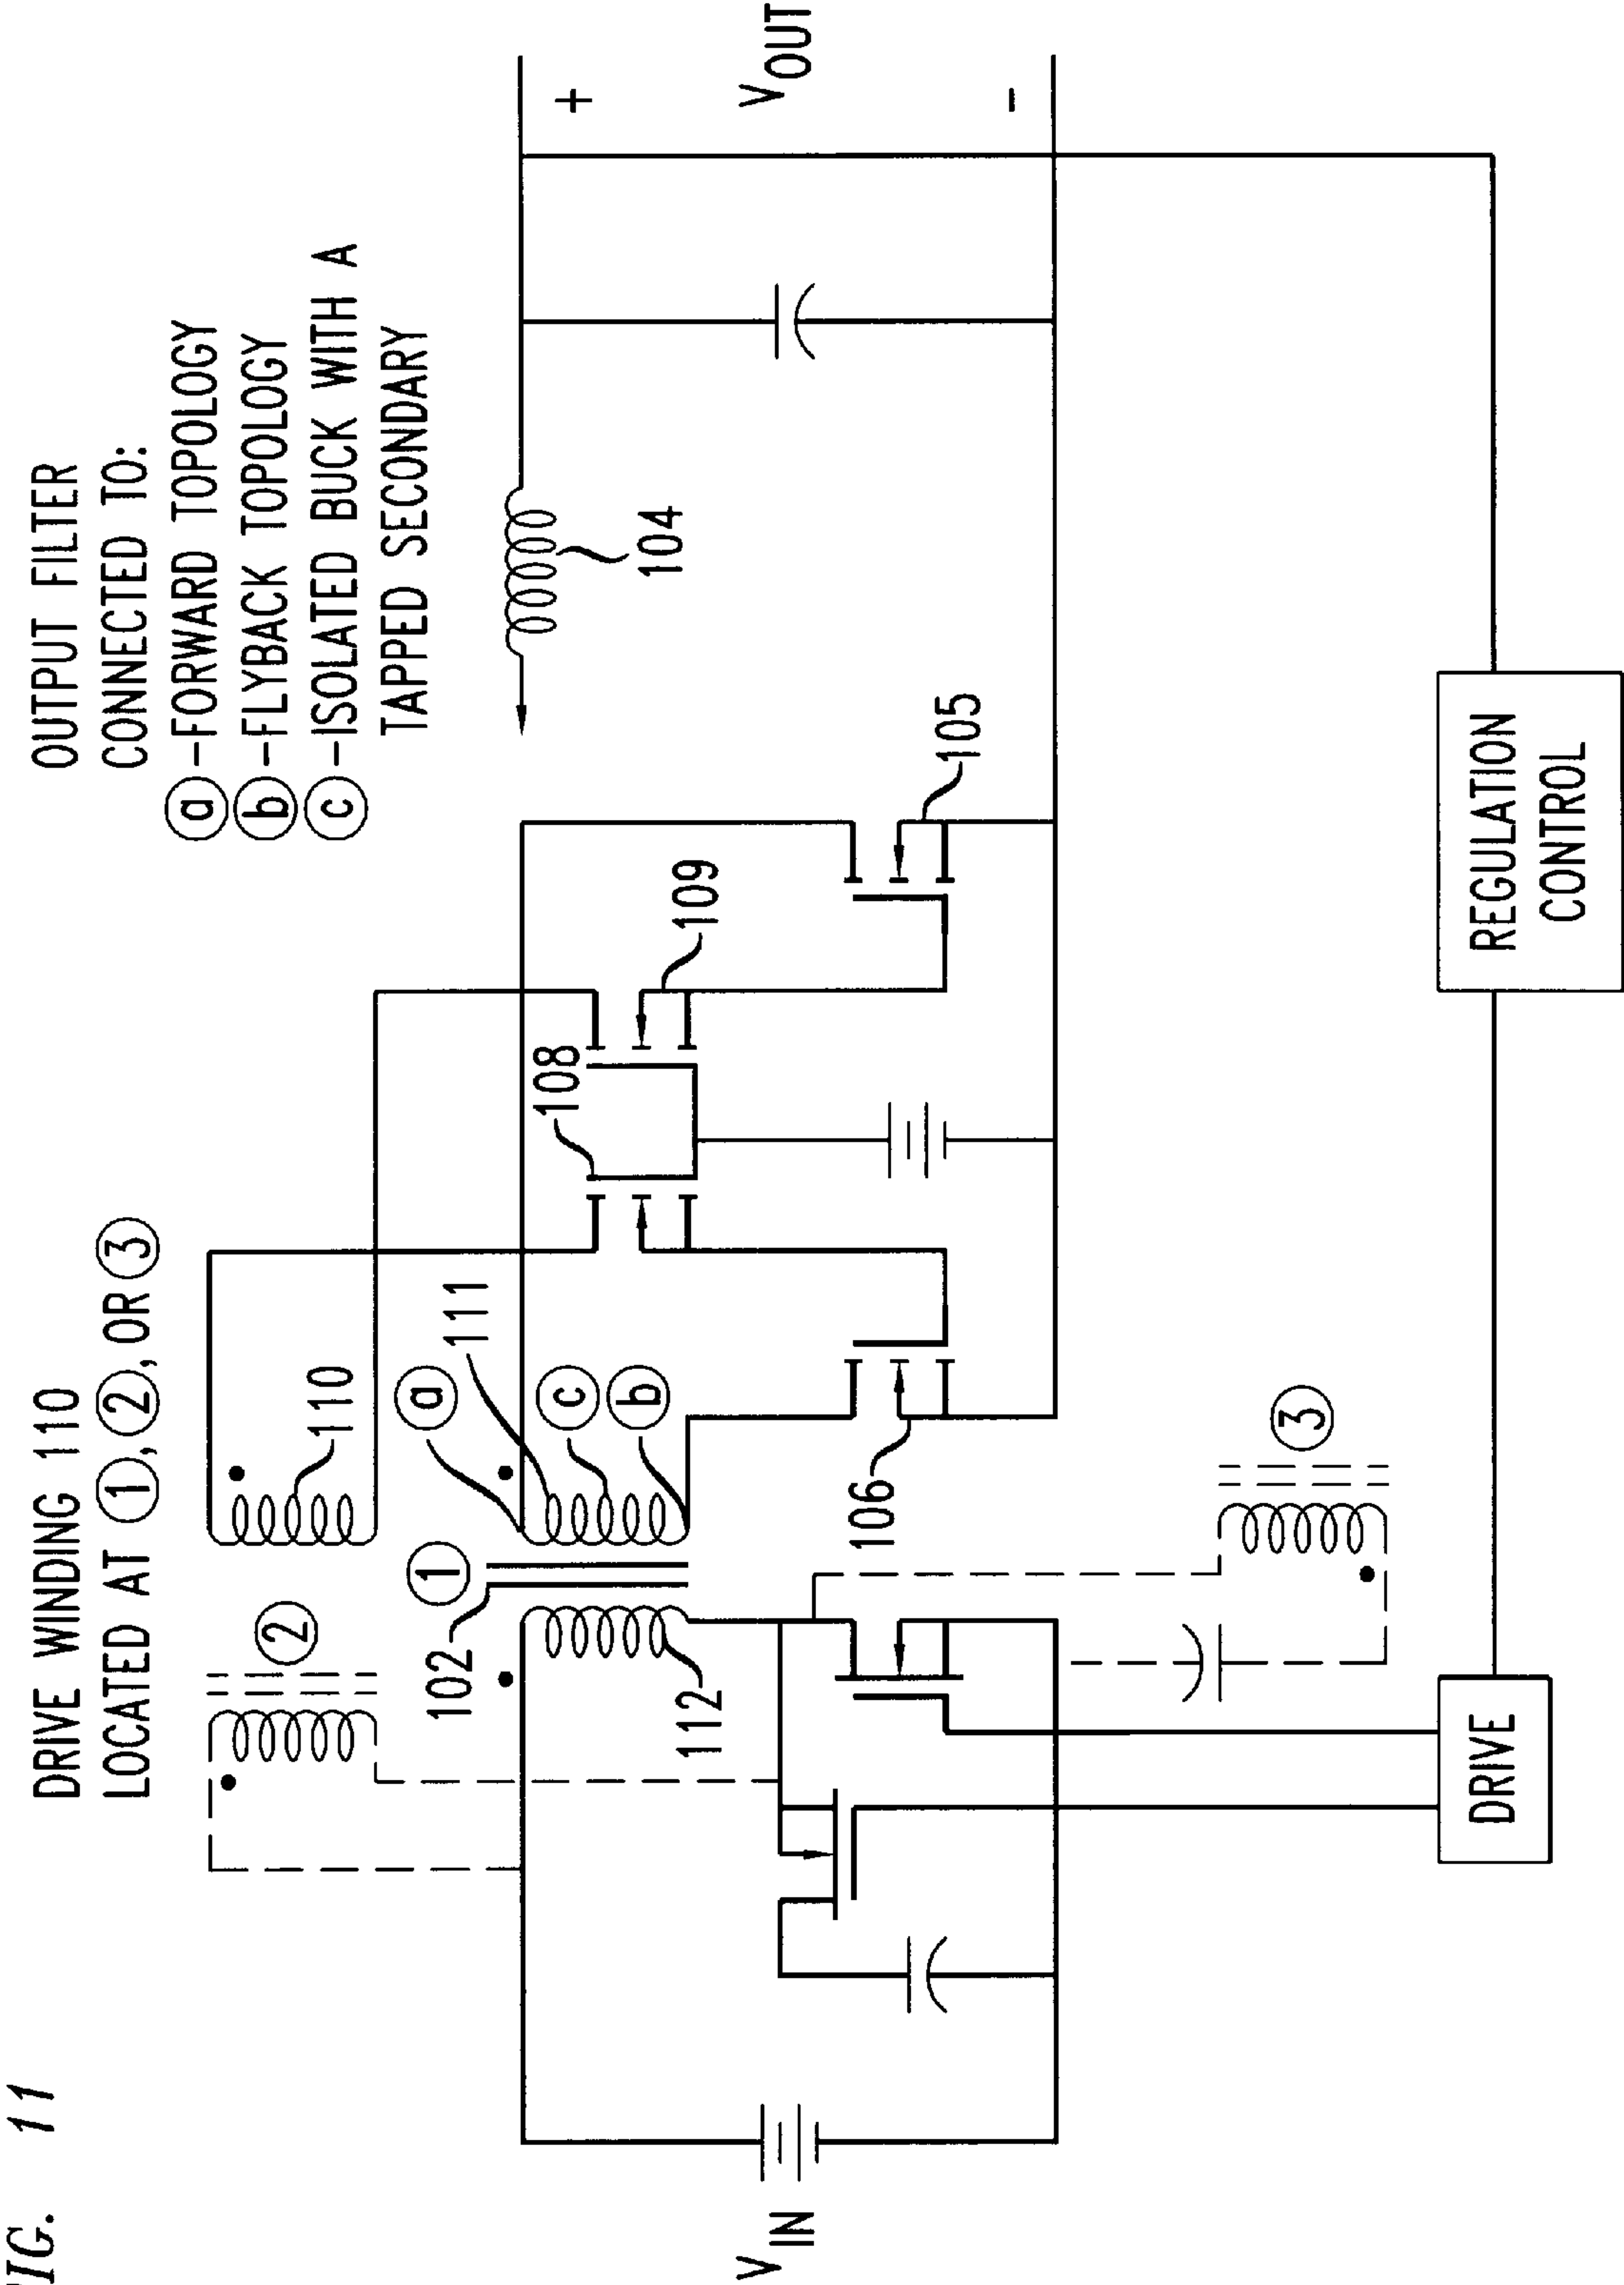 FIG. 11
DRIVE WINDING 110
LOCATED AT 1, 2, OR 3
OUTPUT FILTER
CONNECTED TO:
a -FORWARD TOPOLOGY
b -FLYBACK TOPOLOGY
c -ISOLATED BUCK WITH A
TAPPED SECONDARY
2
110
102
1
a
111
c
b
112
108
109
104
+
VOUT
-
VIN
106
105
3
DRIVE
REGULATION
CONTROL